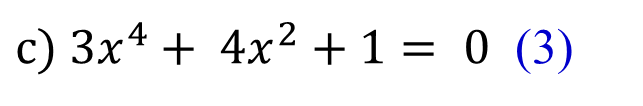 c) 3x⁴ + 4x² + 1 = 0 (3)